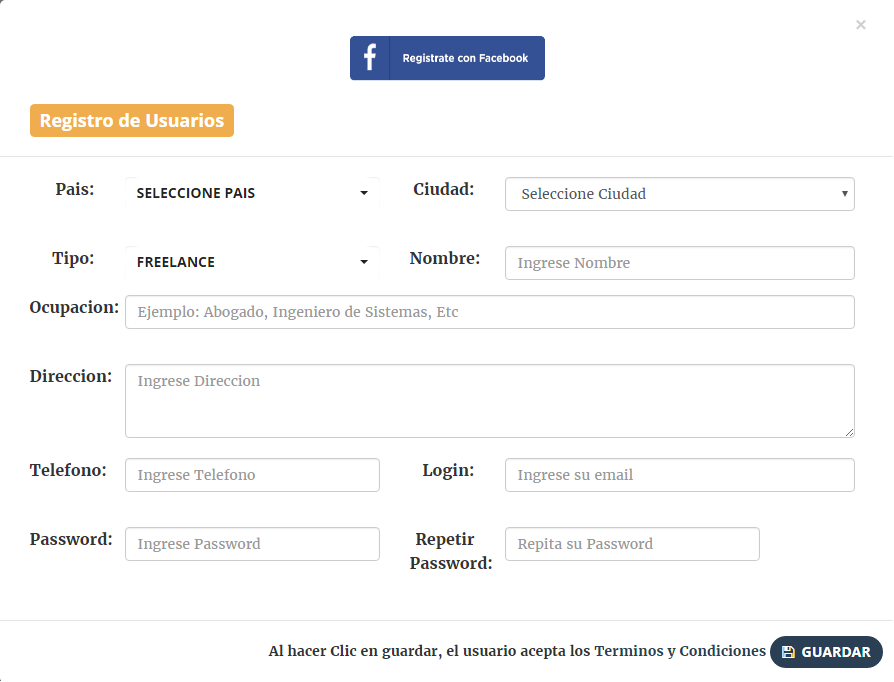 ×
f Registrate con Facebook
Registro de Usuarios
Pais: SELECCIONE PAIS Ciudad: Seleccione Ciudad
Tipo: FREELANCE Nombre: Ingrese Nombre
Ocupacion: Ejemplo: Abogado, Ingeniero de Sistemas, Etc
Direccion: Ingrese Direccion
Telefono: Ingrese Telefono Login: Ingrese su email
Password: Ingrese Password Repetir Password: Repita su Password
Al hacer Clic en guardar, el usuario acepta los Terminos y Condiciones GUARDAR